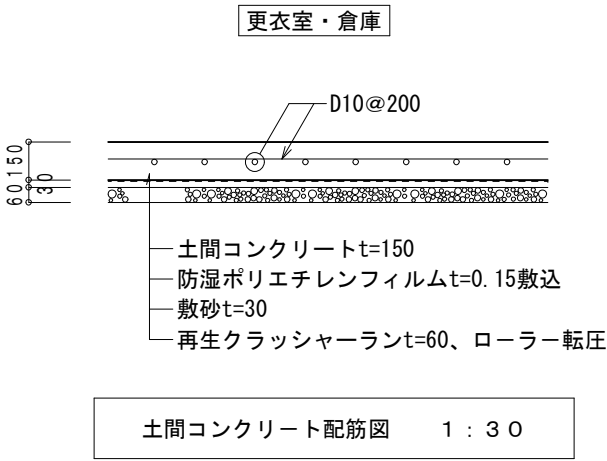 更衣室・倉庫
D10@200
150
30
60
土間コンクリートt=150
防湿ポリエチレンフィルムt=0.15敷込
敷砂t=30
再生クラッシャーランt=60、ローラー転圧
土間コンクリート配筋図 1:30